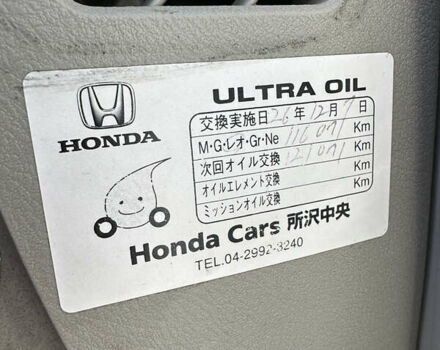 HONDA
ULTRA OIL
交換実施日 26年 12月 7日
M·G·レオ·Gr·Ne 116071 Km
次回オイル交換 121071 Km
オイルエレメント交換 Km
ミッションオイル交換 Km
Honda Cars 所沢中央
TEL.04-2992-3240